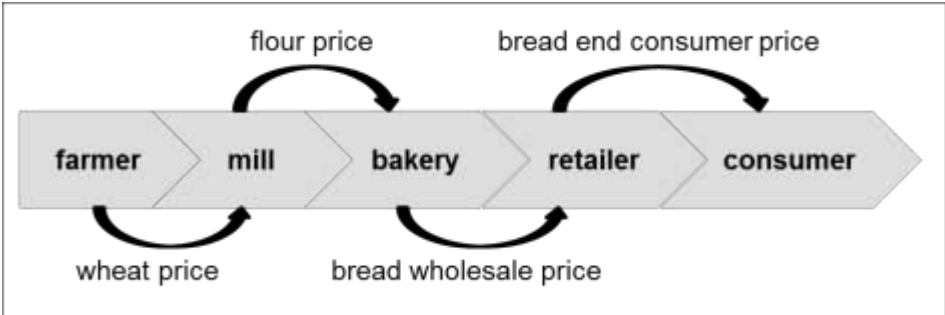 flour price
bread end consumer price
farmer
mill
bakery
retailer
consumer
wheat price
bread wholesale price